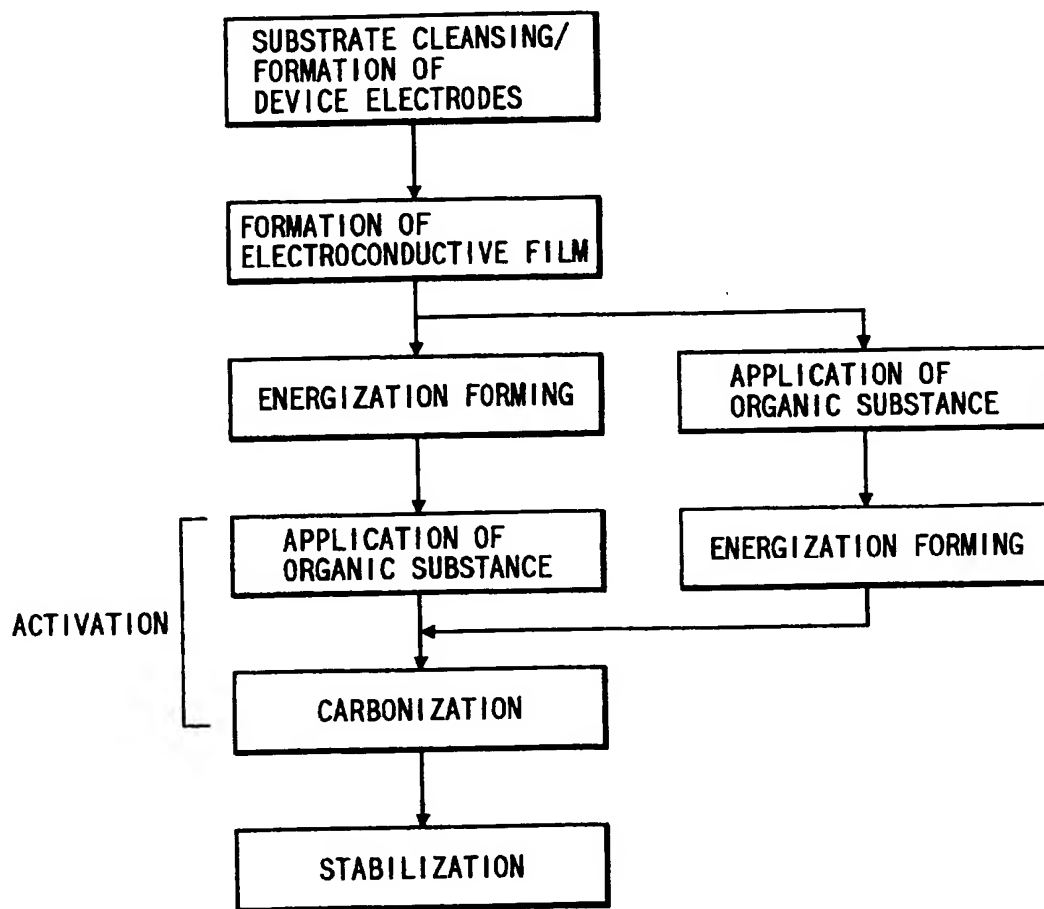 SUBSTRATE CLEANSING/
FORMATION OF
DEVICE ELECTRODES
FORMATION OF
ELECTROCONDUCTIVE FILM
ENERGIZATION FORMING
APPLICATION OF
ORGANIC SUBSTANCE
APPLICATION OF
ORGANIC SUBSTANCE
ENERGIZATION FORMING
ACTIVATION
CARBONIZATION
STABILIZATION